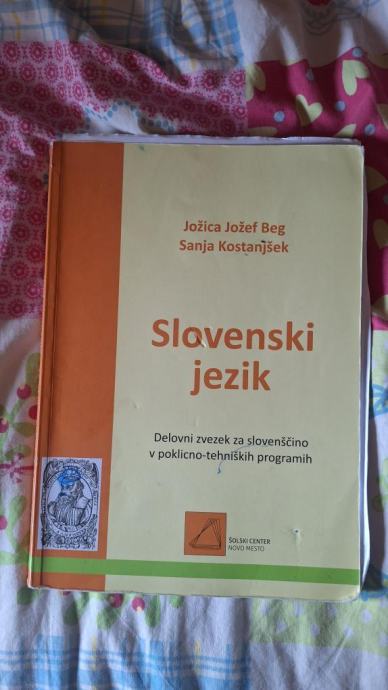 Jožica Jožef Beg
Sanja Kostanjšek
Slovenski
jezik
Delovni zvezek za slovenščino
v poklicno-tehniških programih
ŠOLSKI CENTER
NOVO MESTO